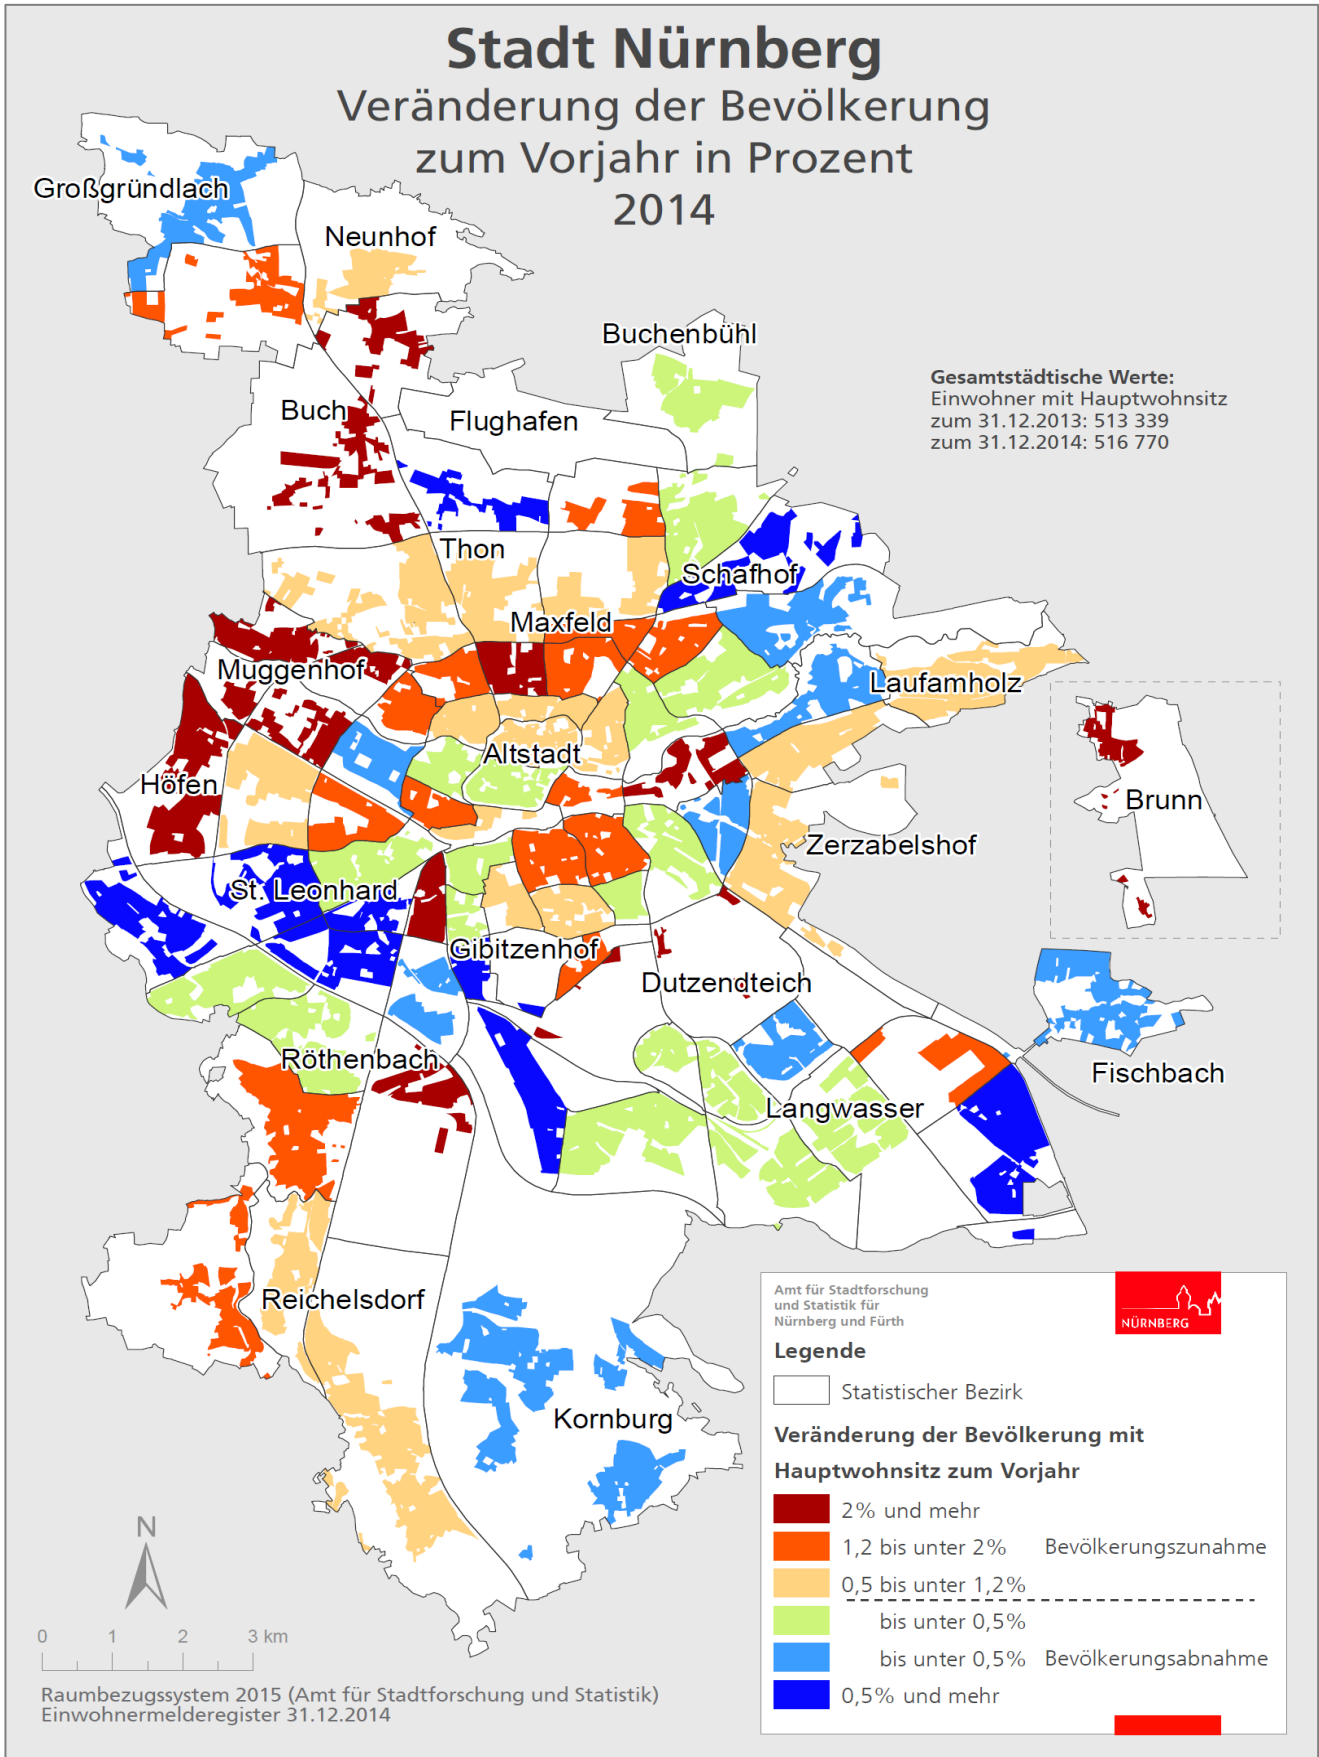 Stadt Nürnberg
Veränderung der Bevölkerung
zum Vorjahr in Prozent
2014
Großgründlach
Neunhof
Buchenbühl
Gesamtstädtische Werte:
Einwohner mit Hauptwohnsitz
zum 31.12.2013: 513 339
zum 31.12.2014: 516 770
Buch
Flughafen
Thon
Schafhof
Maxfeld
Muggenhof
Laufamholz
Altstadt
Höfen
Brunn
Zerzabelshof
St. Leonhard
Gibitzenhof
Dutzendteich
Röthenbach
Fischbach
Langwasser
Reichelsdorf
Kornburg
Amt für Stadtforschung
und Statistik für
Nürnberg und Fürth
NÜRNBERG
Legende
Statistischer Bezirk
Veränderung der Bevölkerung mit
Hauptwohnsitz zum Vorjahr
2% und mehr
1,2 bis unter 2% Bevölkerungszunahme
0,5 bis unter 1,2%
bis unter 0,5%
bis unter 0,5% Bevölkerungsabnahme
0,5% und mehr
N
0 1 2 3 km
Raumbezugssystem 2015 (Amt für Stadtforschung und Statistik)
Einwohnermelderegister 31.12.2014